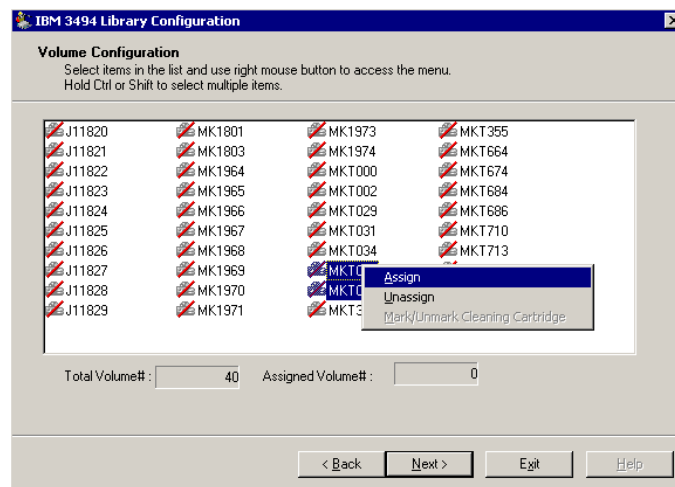 IBM 3494 Library Configuration
Volume Configuration
Select items in the list and use right mouse button to access the menu.
Hold Ctrl or Shift to select multiple items.
J11820 MK1801 MK1973 MKT355
J11821 MK1803 MK1974 MKT664
J11822 MK1964 MKT000 MKT674
J11823 MK1965 MKT002 MKT684
J11824 MK1966 MKT029 MKT686
J11825 MK1967 MKT031 MKT710
J11826 MK1968 MKT034 MKT713
J11827 MK1969
Assign
J11828 MK1970
Unassign
J11829 MK1971
Mark/Unmark Cleaning Cartridge
Total Volume# : 40 Assigned Volume# : 0
< Back Next > Exit Help